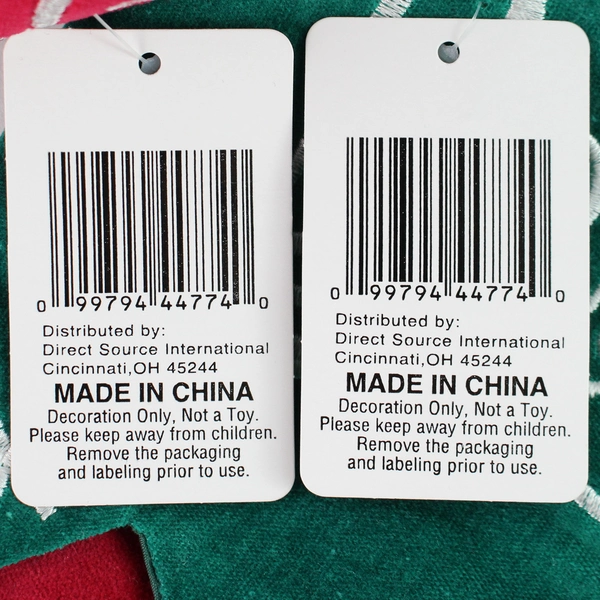 0 99794 44774 0
Distributed by:
Direct Source International
Cincinnati,OH 45244
MADE IN CHINA
Decoration Only, Not a Toy.
Please keep away from children.
Remove the packaging
and labeling prior to use.
0 99794 44774 0
Distributed by:
Direct Source International
Cincinnati,OH 45244
MADE IN CHINA
Decoration Only, Not a Toy.
Please keep away from children.
Remove the packaging
and labeling prior to use.